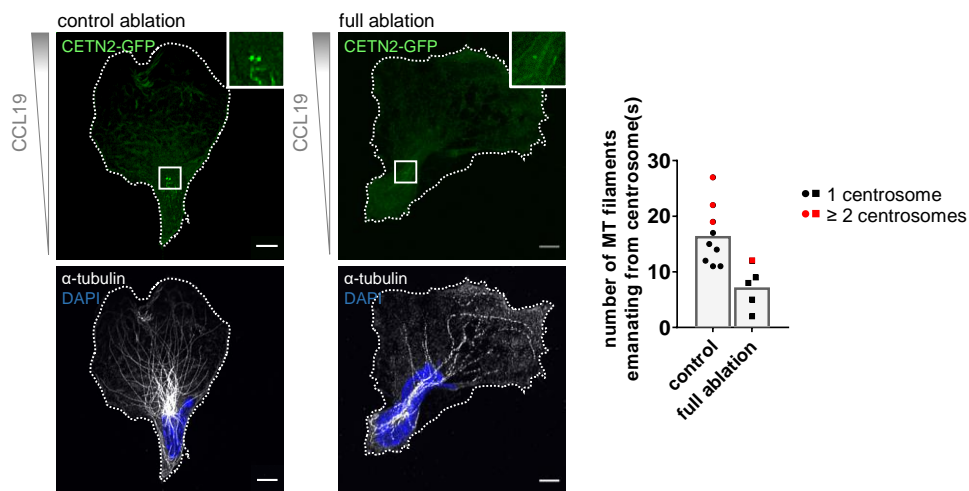 control ablation
full ablation
CETN2-GFP
CETN2-GFP
CCL19
CCL19
α-tubulin
DAPI
α-tubulin
DAPI
number of MT filaments
emanating from centrosome(s)
30
20
10
0
control
full ablation
1 centrosome
≥ 2 centrosomes